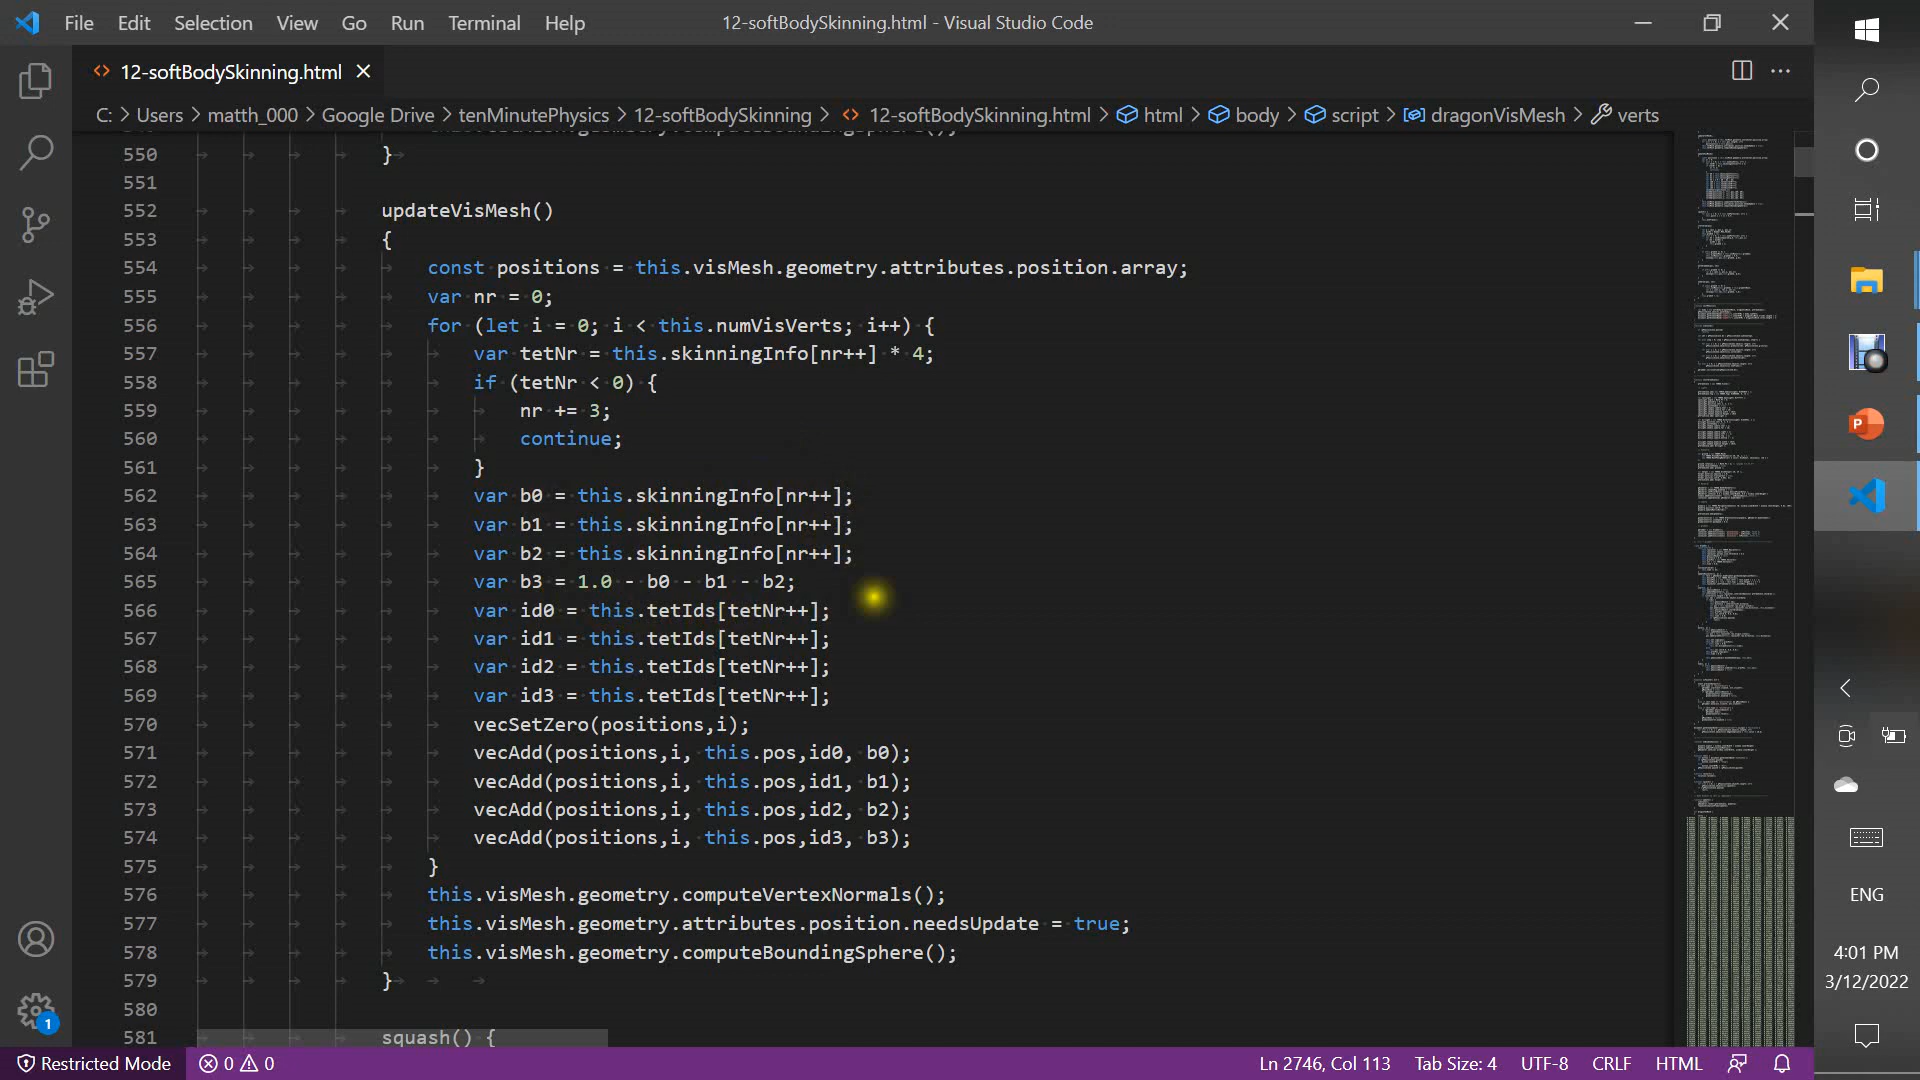 File Edit Selection View Go Run Terminal Help 12-softBodySkinning.html - Visual Studio Code
12-softBodySkinning.html
C: > Users > matth_000 > Google Drive > tenMinutePhysics > 12-softBodySkinning > 12-softBodySkinning.html > html > body > script > dragonVisMesh > verts
550 }
551
552 updateVisMesh()
553 {
554 const positions = this.visMesh.geometry.attributes.position.array;
555 var nr = 0;
556 for (let i = 0; i < this.numVisVerts; i++) {
557 var tetNr = this.skinningInfo[nr++] * 4;
558 if (tetNr < 0) {
559 nr += 3;
560 continue;
561 }
562 var b0 = this.skinningInfo[nr++];
563 var b1 = this.skinningInfo[nr++];
564 var b2 = this.skinningInfo[nr++];
565 var b3 = 1.0 - b0 - b1 - b2;
566 var id0 = this.tetIds[tetNr++];
567 var id1 = this.tetIds[tetNr++];
568 var id2 = this.tetIds[tetNr++];
569 var id3 = this.tetIds[tetNr++];
570 vecSetZero(positions,i);
571 vecAdd(positions,i, this.pos,id0, b0);
572 vecAdd(positions,i, this.pos,id1, b1);
573 vecAdd(positions,i, this.pos,id2, b2);
574 vecAdd(positions,i, this.pos,id3, b3);
575 }
576 this.visMesh.geometry.computeVertexNormals();
577 this.visMesh.geometry.attributes.position.needsUpdate = true;
578 this.visMesh.geometry.computeBoundingSphere();
579 }
580
581 squash() {
1
Restricted Mode 0 0 Ln 2746, Col 113 Tab Size: 4 UTF-8 CRLF HTML
P
ENG
4:01 PM
3/12/2022